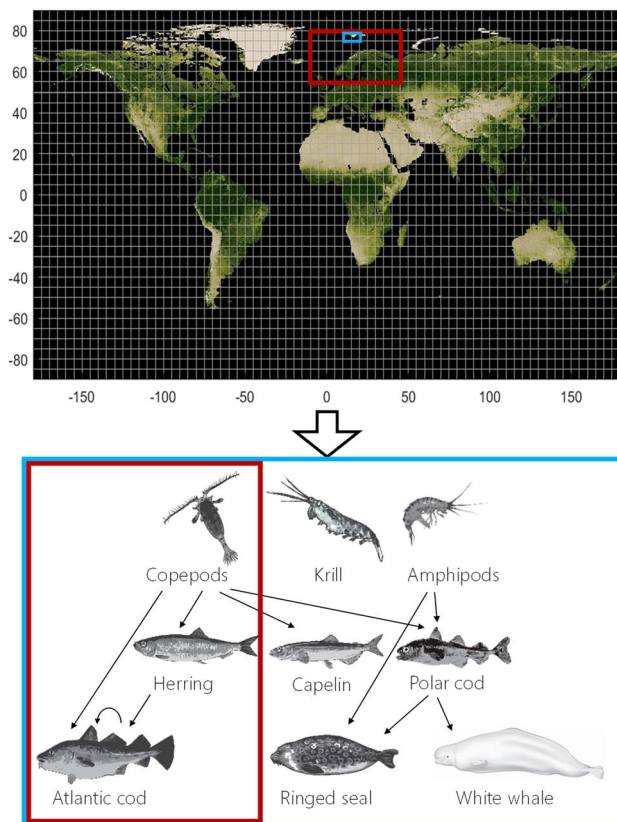 80
60
40
20
0
-20
-40
-60
-80
-150 -100 -50 0 50 100 150
Copepods Krill Amphipods
Herring Capelin Polar cod
Atlantic cod Ringed seal White whale